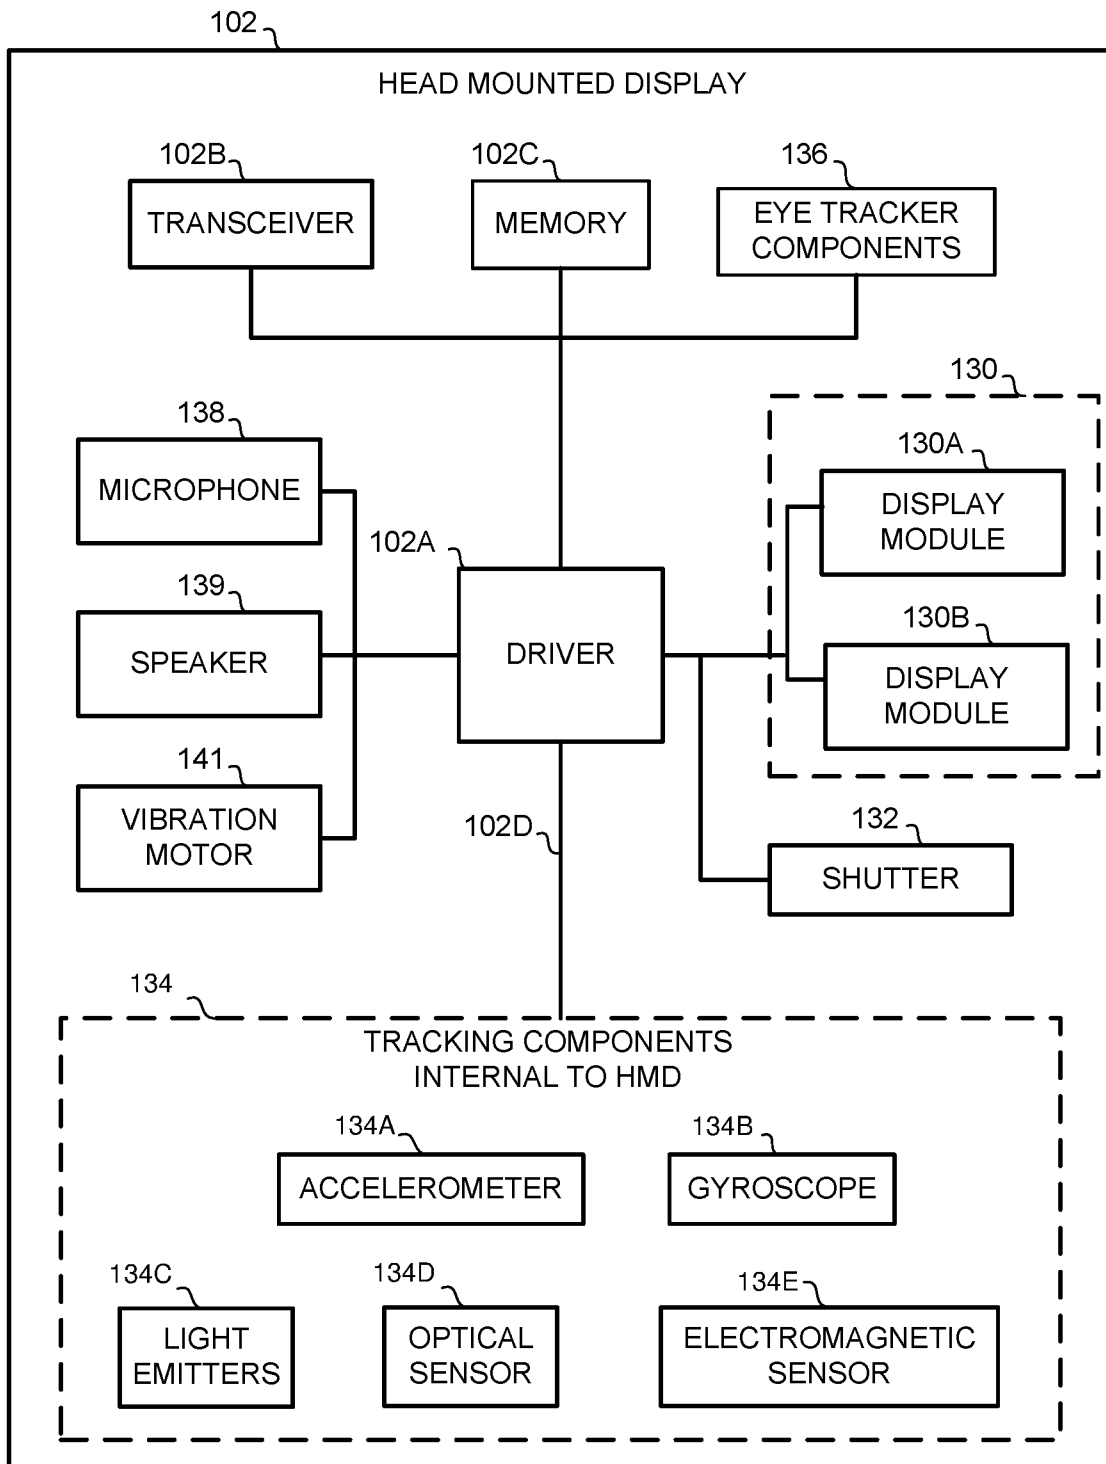 102
HEAD MOUNTED DISPLAY
102B
102C
136
TRANSCEIVER
MEMORY
EYE TRACKER
COMPONENTS
130
138
130A
MICROPHONE
DISPLAY
MODULE
102A
139
130B
SPEAKER
DRIVER
DISPLAY
MODULE
141
VIBRATION
MOTOR
102D
132
SHUTTER
134
TRACKING COMPONENTS
INTERNAL TO HMD
134A
134B
ACCELEROMETER
GYROSCOPE
134C
134D
134E
LIGHT
EMITTERS
OPTICAL
SENSOR
ELECTROMAGNETIC
SENSOR